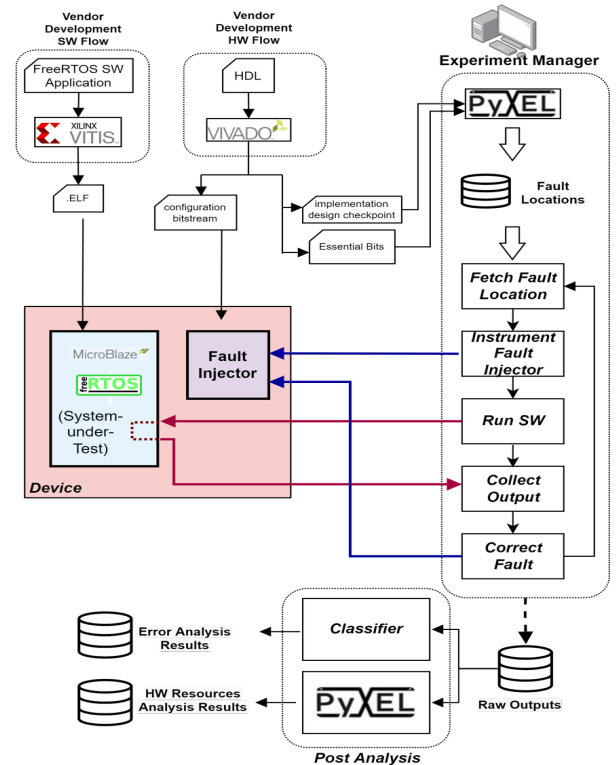 Vendor
Development
SW Flow
Vendor
Development
HW Flow
Experiment Manager
FreeRTOS SW
Application
HDL
PyXEL
XILINX
VITIS
VIVADO
.ELF
configuration
bitstream
implementation
design checkpoint
Essential Bits
Fault
Locations
Fetch Fault
Location
MicroBlaze
free
RTOS
(System-
under-
Test)
Fault
Injector
Device
Instrument
Fault
Injector
Run SW
Collect
Output
Correct
Fault
Error Analysis
Results
Classifier
HW Resources
Analysis Results
PyXEL
Raw Outputs
Post Analysis